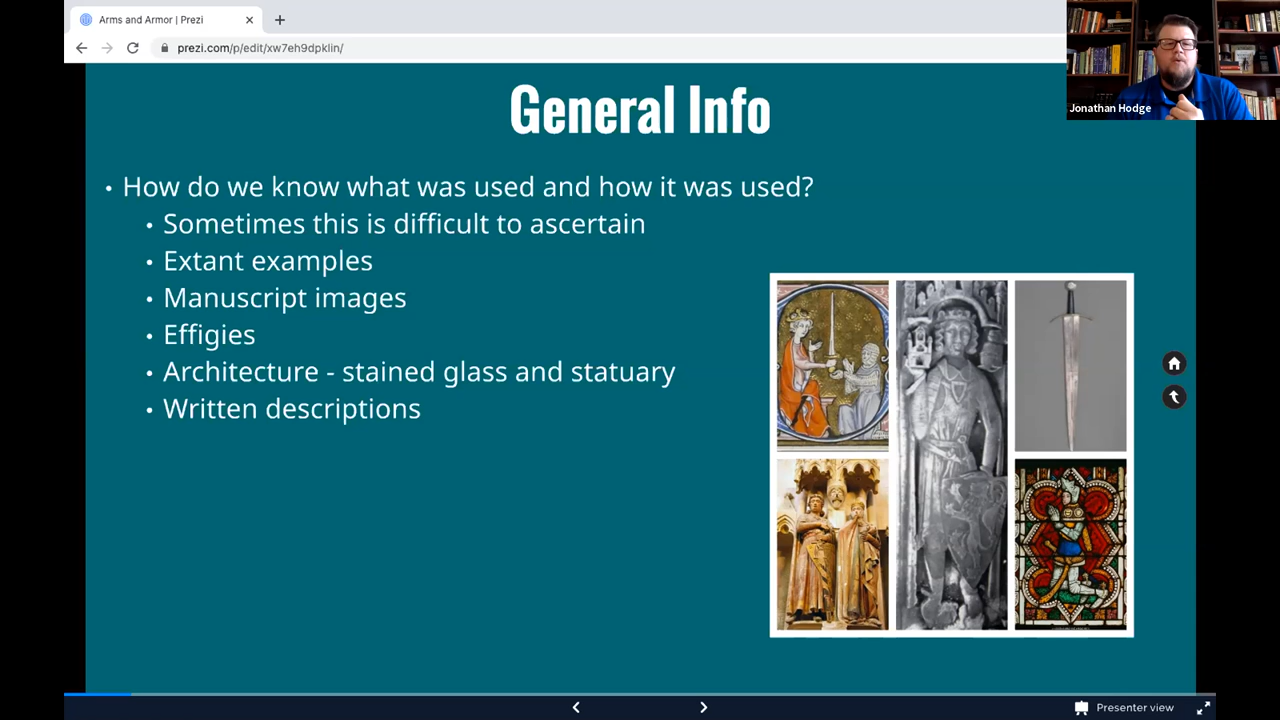 Arms and Armor | Prezi
prezi.com/p/edit/xw7eh9dpklin/
Jonathan Hodge
General Info
• How do we know what was used and how it was used?
• Sometimes this is difficult to ascertain
• Extant examples
• Manuscript images
• Effigies
• Architecture - stained glass and statuary
• Written descriptions
Presenter view